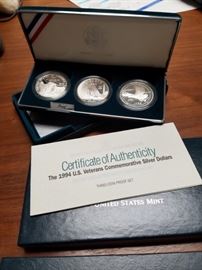 Certificate of Authenticity
The 1994 U.S. Veterans Commemorative Silver Dollars
THREE-COIN PROOF SET
UNITED STATES MINT